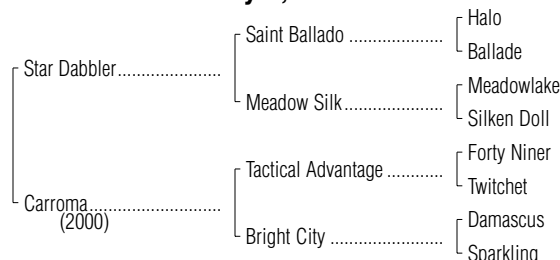 Halo
Saint Ballado
Ballade
Star Dabbler
Meadowlake
Meadow Silk
Silken Doll
Forty Niner
Tactical Advantage
Twitchet
Carroma
(2000)
Damascus
Bright City
Sparkling